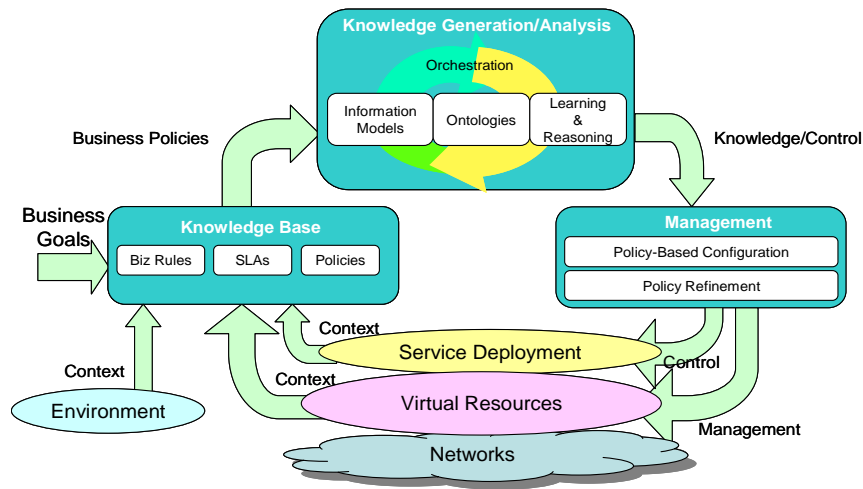 Knowledge Generation/Analysis
Orchestration
Information
Models
Ontologies
Learning
&
Reasoning
Business Policies
Knowledge/Control
Business
Goals
Knowledge Base
Biz Rules
SLAs
Policies
Management
Policy-Based Configuration
Policy Refinement
Context
Service Deployment
Control
Context
Context
Environment
Virtual Resources
Management
Networks